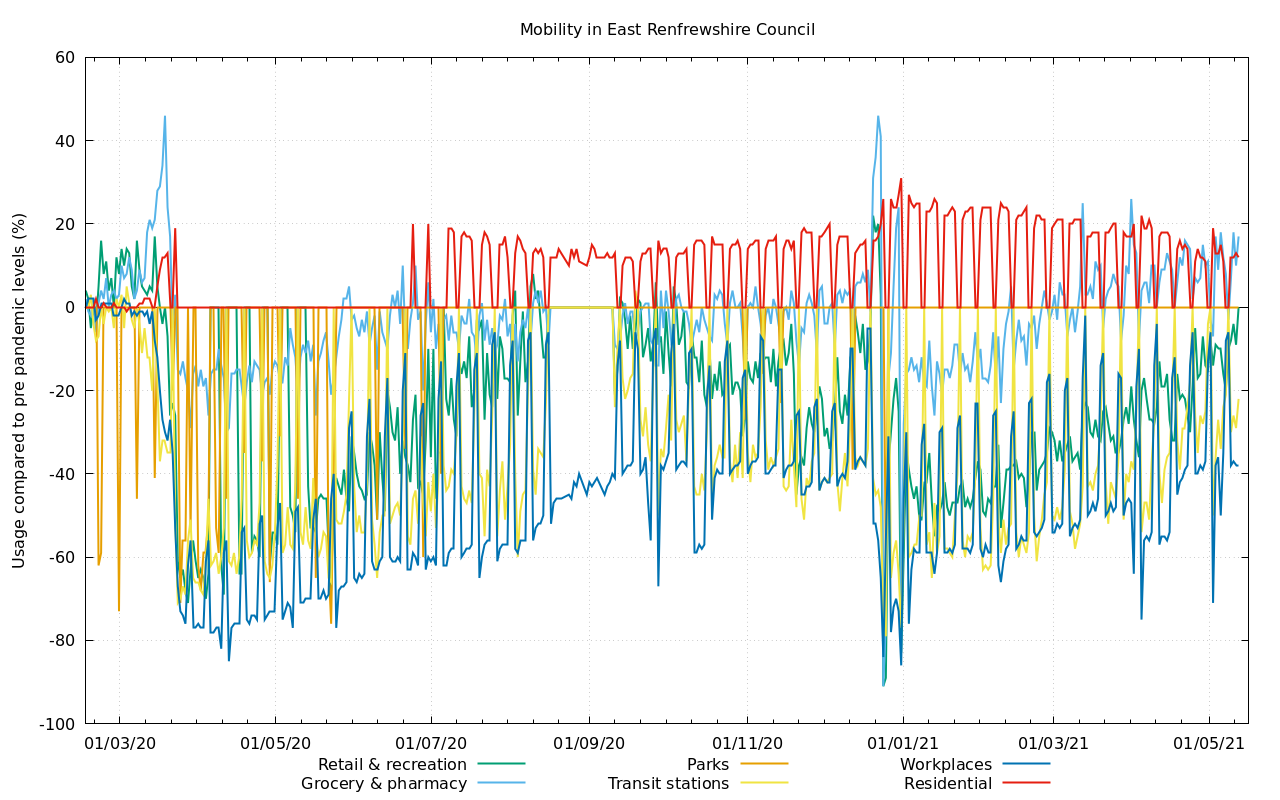 Mobility in East Renfrewshire Council
Usage compared to pre pandemic levels (%)
60
40
20
0
-20
-40
-60
-80
-100
01/03/20 01/05/20 01/07/20 01/09/20 01/11/20 01/01/21 01/03/21 01/05/21
Retail & recreation Parks Workplaces
Grocery & pharmacy Transit stations Residential